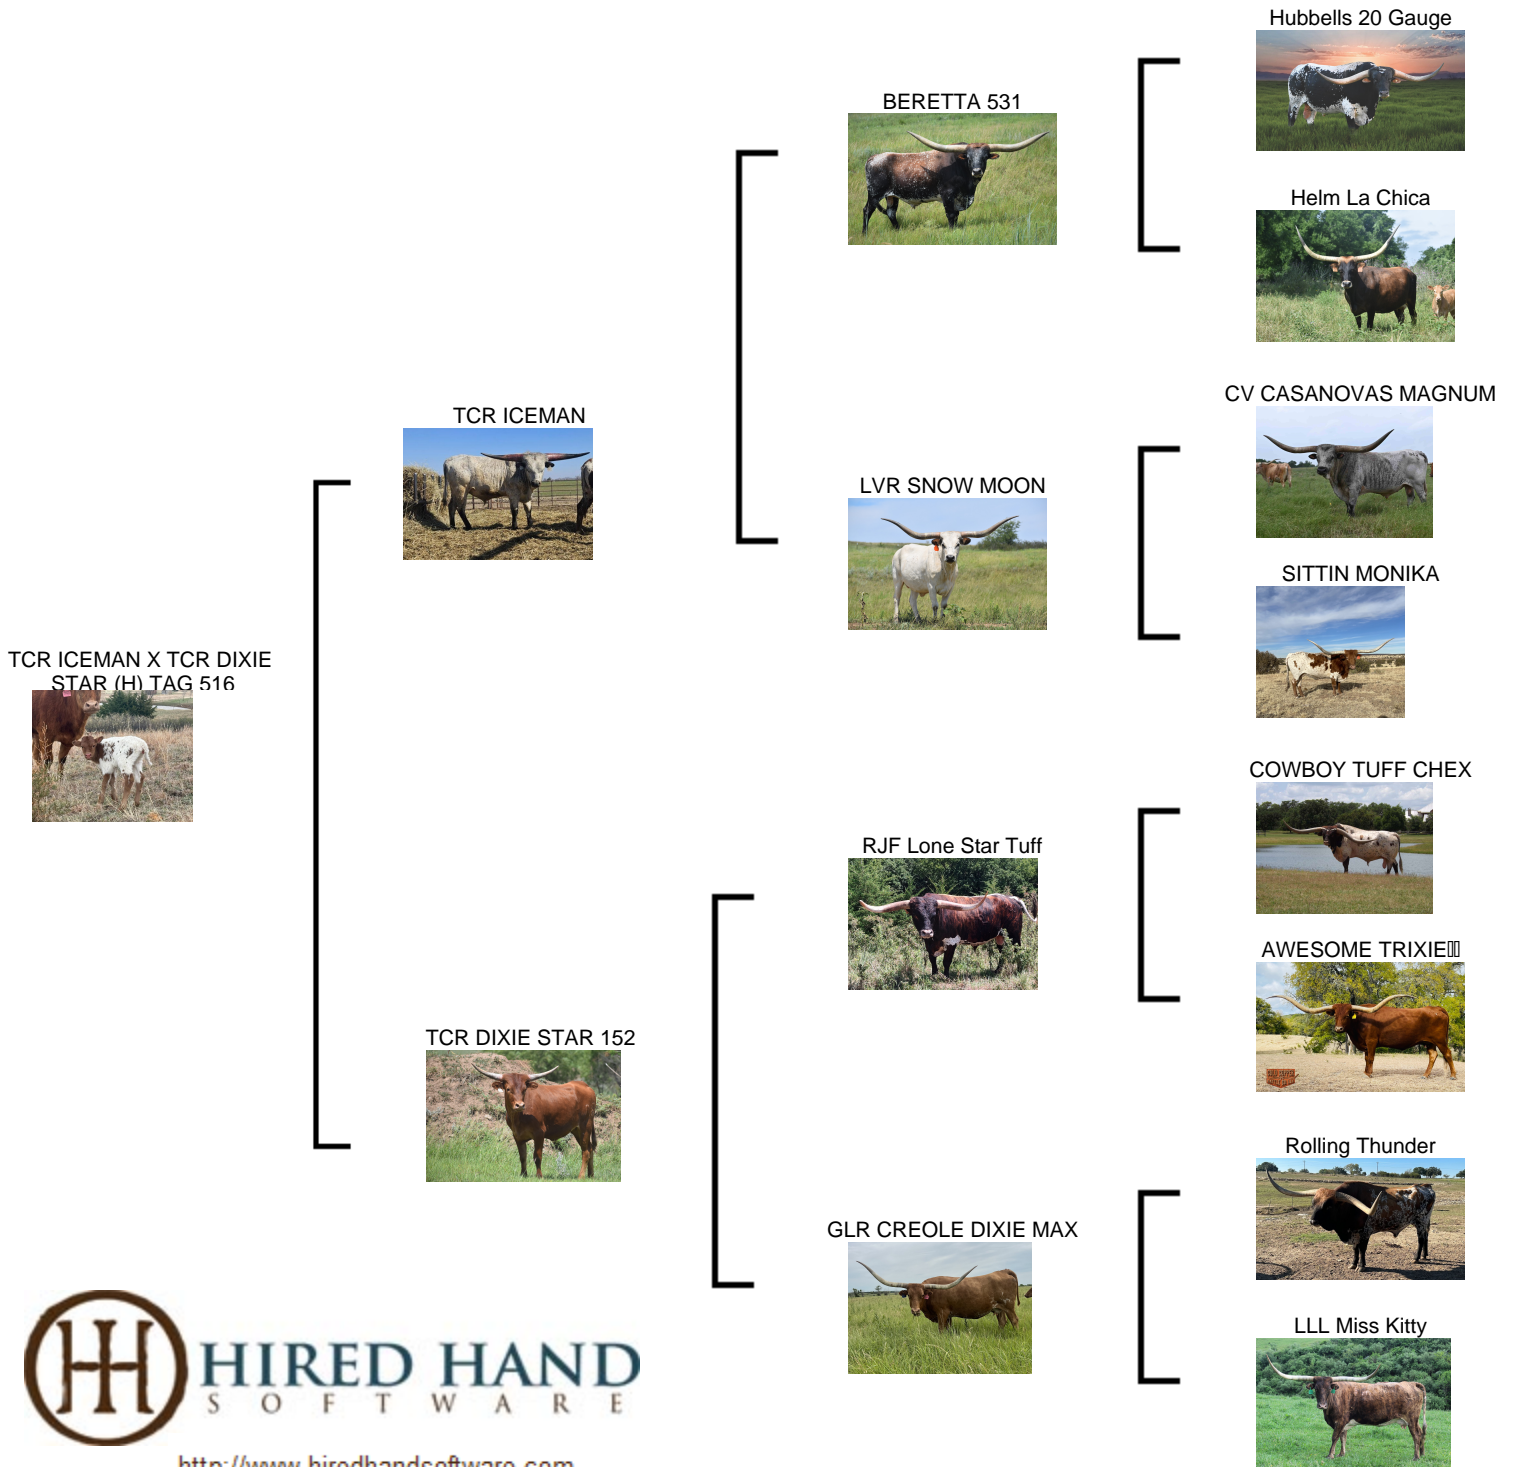 Hubbells 20 Gauge
BERETTA 531
Helm La Chica
CV CASANOVAS MAGNUM
TCR ICEMAN
LVR SNOW MOON
SITTIN MONIKA
TCR ICEMAN X TCR DIXIE
STAR (H) TAG 516
COWBOY TUFF CHEX
RJF Lone Star Tuff
AWESOME TRIXIE
TCR DIXIE STAR 152
Rolling Thunder
GLR CREOLE DIXIE MAX
LLL Miss Kitty
HIRED HAND
SOFTWARE
http://www.hiredhandsoftware.com